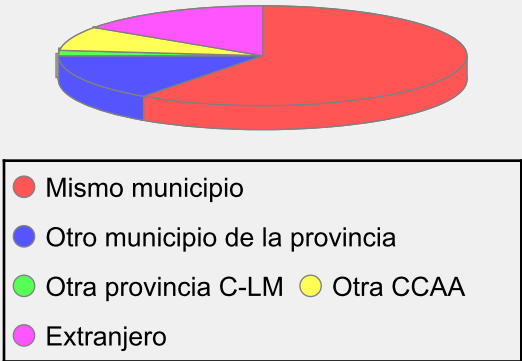 Mismo municipio
Otro municipio de la provincia
Otra provincia C-LM Otra CCAA
Extranjero